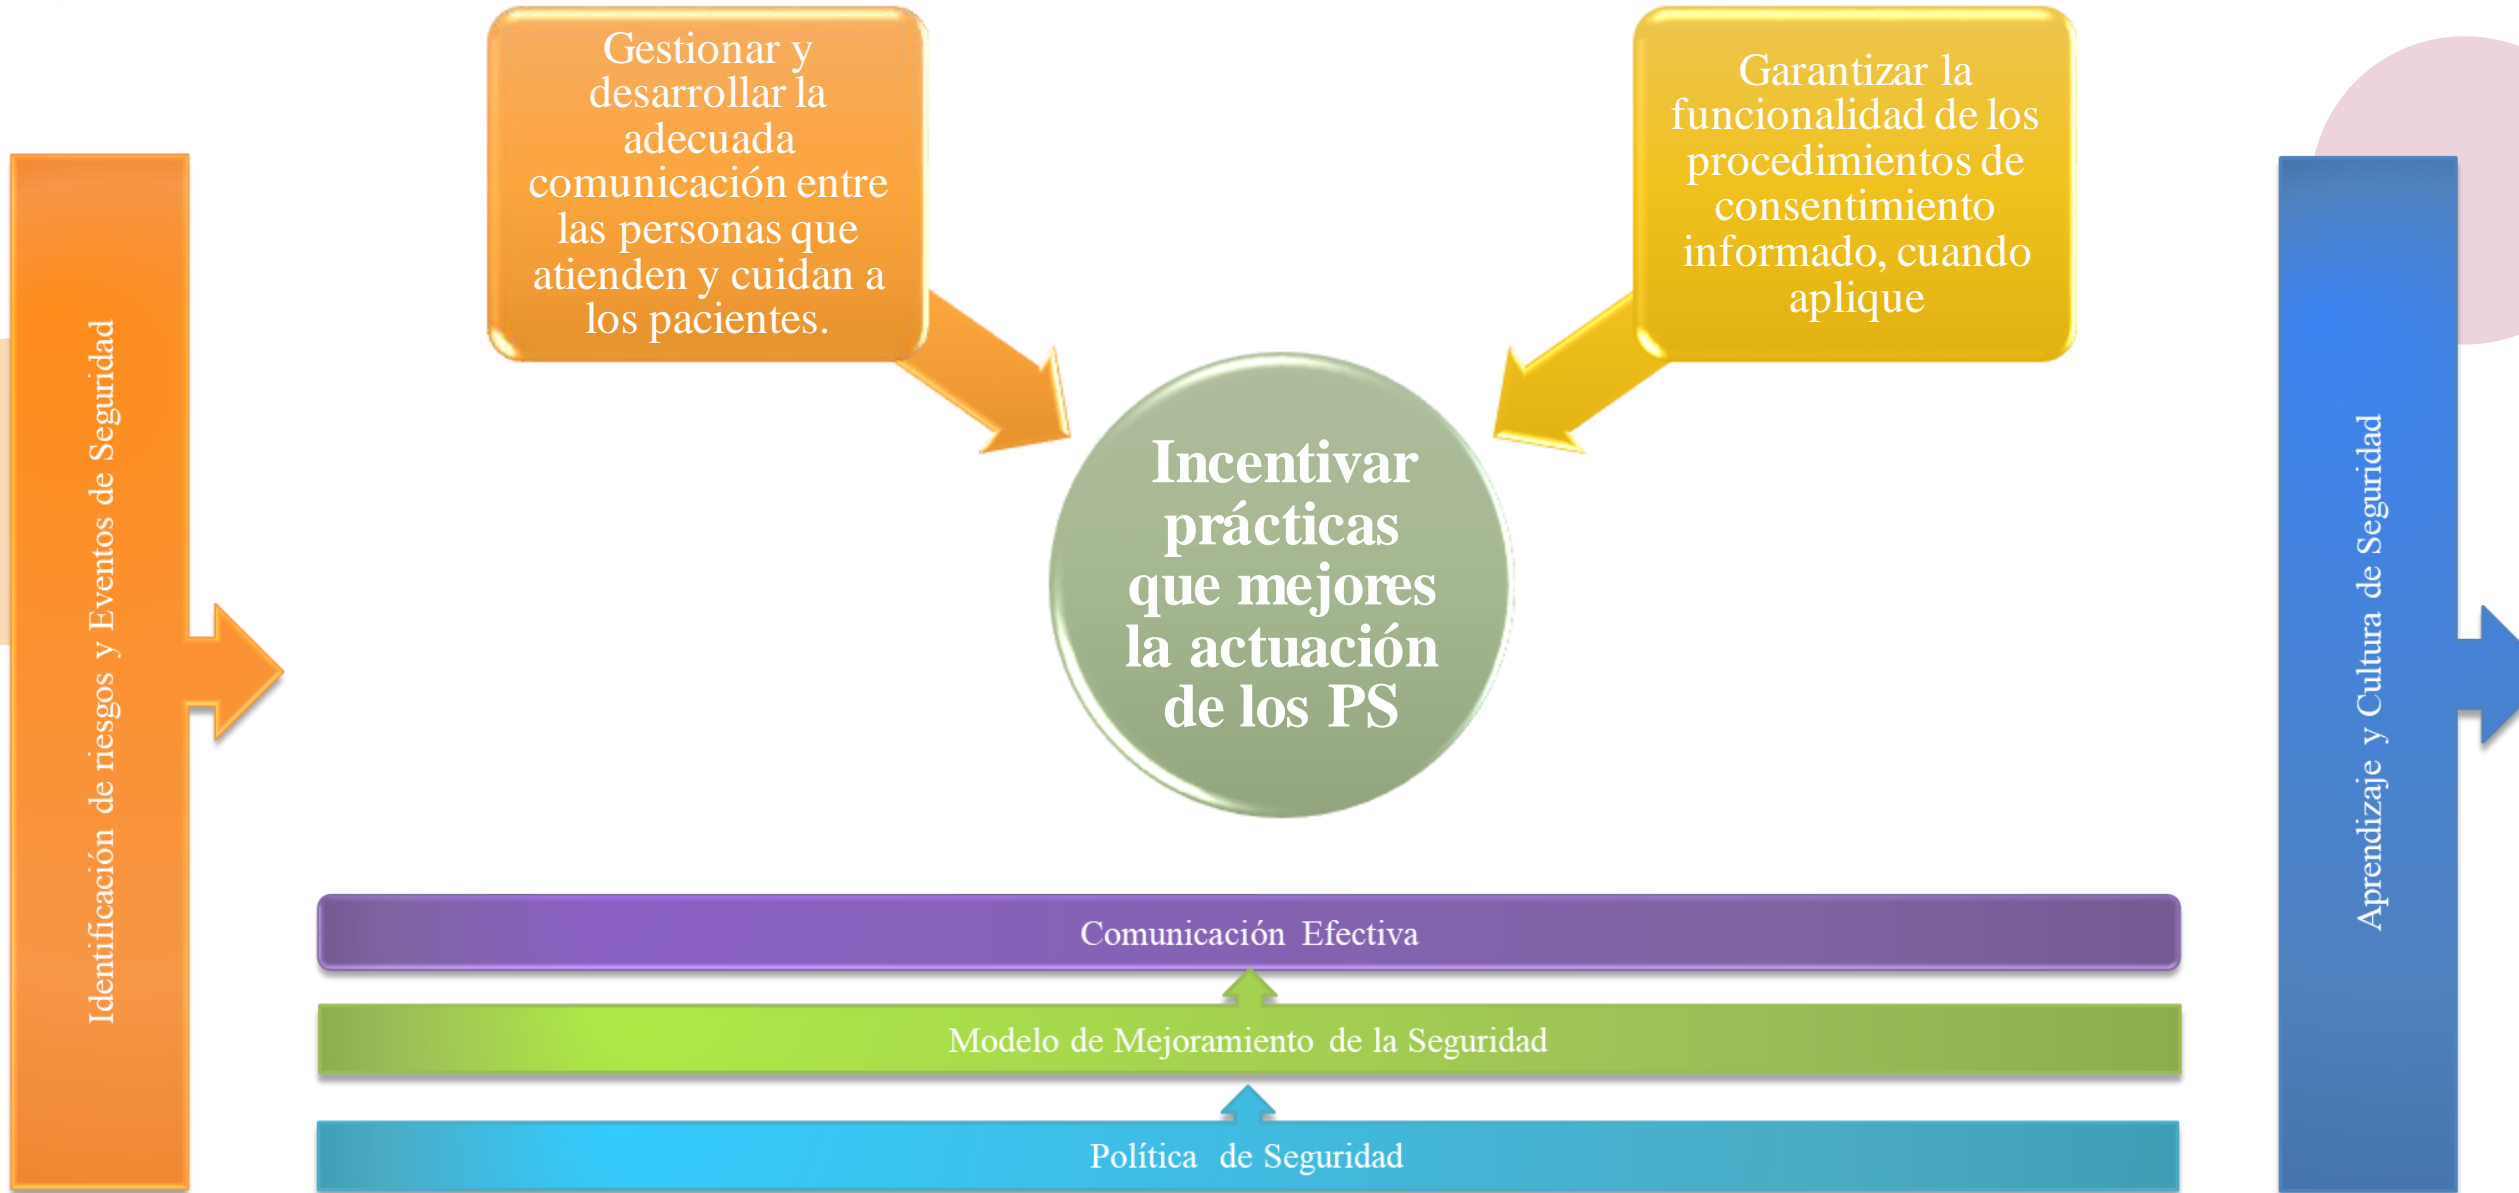 Gestionar y
desarrollar la
adecuada
comunicación entre
las personas que
atienden y cuidan a
los pacientes.
Garantizar la
funcionalidad de los
procedimientos de
consentimiento
informado, cuando
aplique
Identificación de riesgos y Eventos de Seguridad
Incentivar
prácticas
que mejores
la actuación
de los PS
Aprendizaje y Cultura de Seguridad
Comunicación Efectiva
Modelo de Mejoramiento de la Seguridad
Política de Seguridad